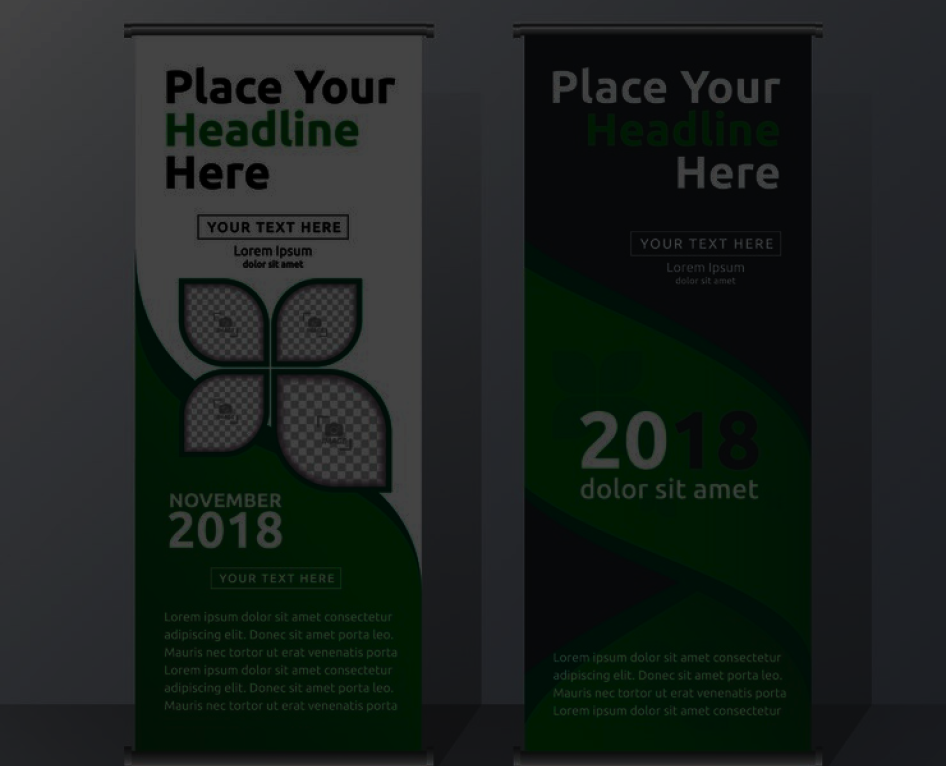 Place Your
Headline
Here
YOUR TEXT HERE
Lorem Ipsum
dolor sit amet
NOVEMBER
2018
YOUR TEXT HERE
Lorem ipsum dolor sit amet consectetur
adipiscing elit. Donec sit amet porta leo.
Mauris nec tortor ut erat venenatis porta
Lorem ipsum dolor sit amet consectetur
adipiscing elit. Donec sit amet porta leo.
Mauris nec tortor ut erat venenatis porta
Place Your
Headline
Here
YOUR TEXT HERE
Lorem Ipsum
dolor sit amet
2018
dolor sit amet
Lorem ipsum dolor sit amet consectetur
adipiscing elit. Donec sit amet porta leo.
Mauris nec tortor ut erat venenatis porta
Lorem ipsum dolor sit amet consectetur